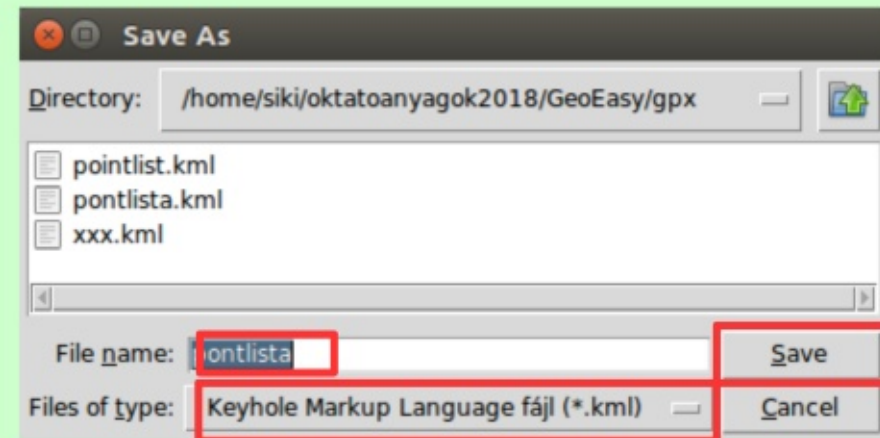 Save As
Directory: /home/siki/oktatoanyagok2018/GeoEasy/gpx
pointlist.kml
pontlista.kml
xxx.kml
File name: pontlista Save
Files of type: Keyhole Markup Language fájl (*.kml) Cancel